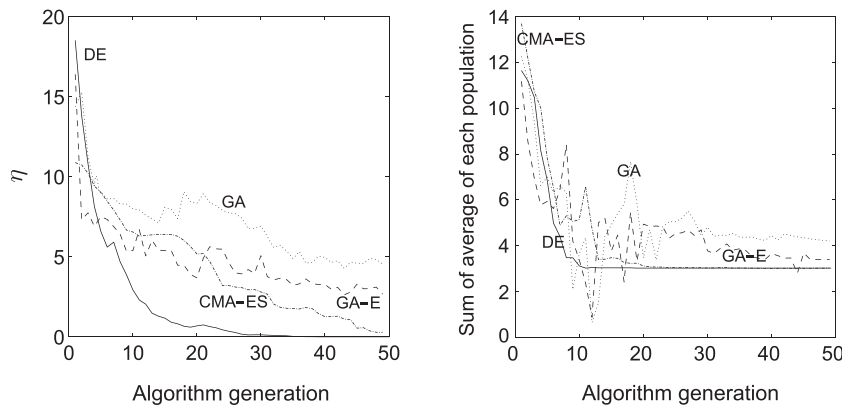 20
15
10
5
0
η
DE
GA
CMA-ES
GA-E
0
10
20
30
40
50
Algorithm generation
14
12
10
8
6
4
2
0
Sum of average of each population
CMA-ES
GA
DE
GA-E
0
10
20
30
40
50
Algorithm generation